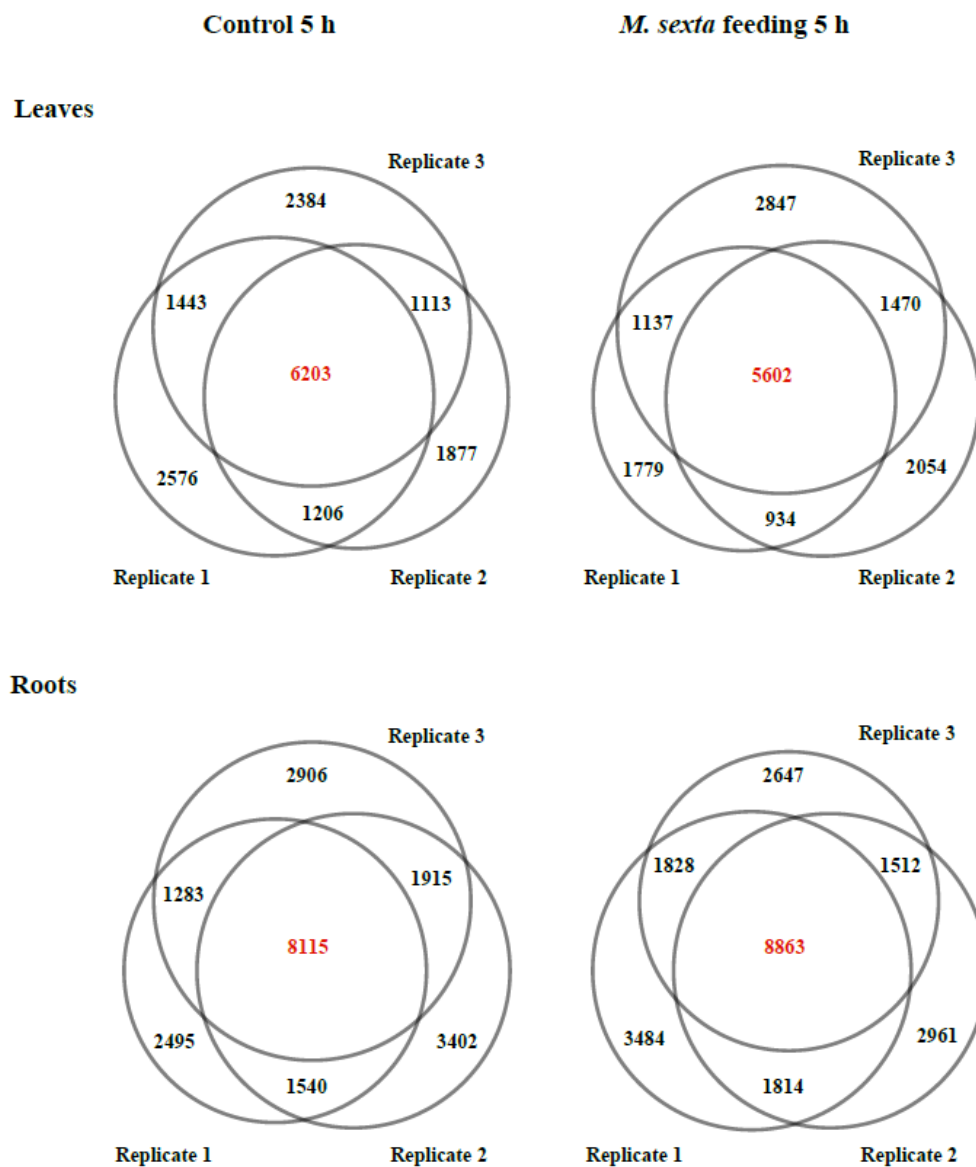 Control 5 h
M. sexta feeding 5 h
Leaves
Replicate 3
2384
1443
1113
6203
2576
1877
1206
Replicate 1
Replicate 2
Replicate 3
2847
1137
1470
5602
1779
2054
934
Replicate 1
Replicate 2
Roots
Replicate 3
2906
1283
1915
8115
2495
3402
1540
Replicate 1
Replicate 2
Replicate 3
2647
1828
1512
8863
3484
2961
1814
Replicate 1
Replicate 2